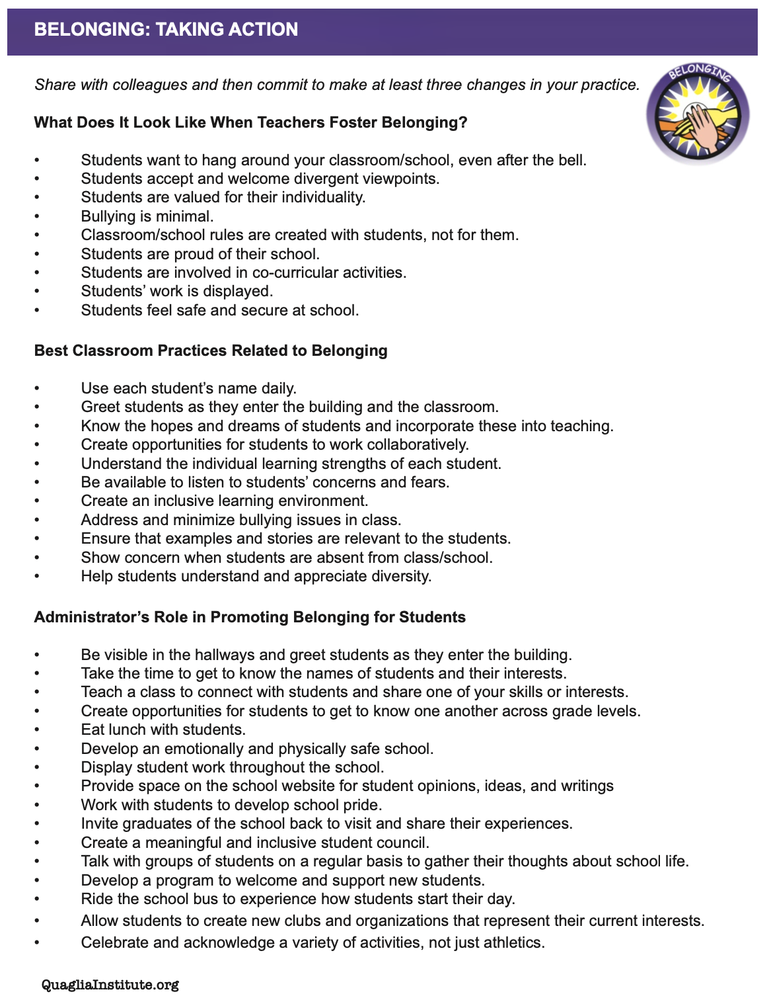 BELONGING: TAKING ACTION
BELONGING
Share with colleagues and then commit to make at least three changes in your practice.
What Does It Look Like When Teachers Foster Belonging?
• Students want to hang around your classroom/school, even after the bell.
• Students accept and welcome divergent viewpoints.
• Students are valued for their individuality.
• Bullying is minimal.
• Classroom/school rules are created with students, not for them.
• Students are proud of their school.
• Students are involved in co-curricular activities.
• Students’ work is displayed.
• Students feel safe and secure at school.
Best Classroom Practices Related to Belonging
• Use each student’s name daily.
• Greet students as they enter the building and the classroom.
• Know the hopes and dreams of students and incorporate these into teaching.
• Create opportunities for students to work collaboratively.
• Understand the individual learning strengths of each student.
• Be available to listen to students’ concerns and fears.
• Create an inclusive learning environment.
• Address and minimize bullying issues in class.
• Ensure that examples and stories are relevant to the students.
• Show concern when students are absent from class/school.
• Help students understand and appreciate diversity.
Administrator’s Role in Promoting Belonging for Students
• Be visible in the hallways and greet students as they enter the building.
• Take the time to get to know the names of students and their interests.
• Teach a class to connect with students and share one of your skills or interests.
• Create opportunities for students to get to know one another across grade levels.
• Eat lunch with students.
• Develop an emotionally and physically safe school.
• Display student work throughout the school.
• Provide space on the school website for student opinions, ideas, and writings
• Work with students to develop school pride.
• Invite graduates of the school back to visit and share their experiences.
• Create a meaningful and inclusive student council.
• Talk with groups of students on a regular basis to gather their thoughts about school life.
• Develop a program to welcome and support new students.
• Ride the school bus to experience how students start their day.
• Allow students to create new clubs and organizations that represent their current interests.
• Celebrate and acknowledge a variety of activities, not just athletics.
QuagliaInstitute.org